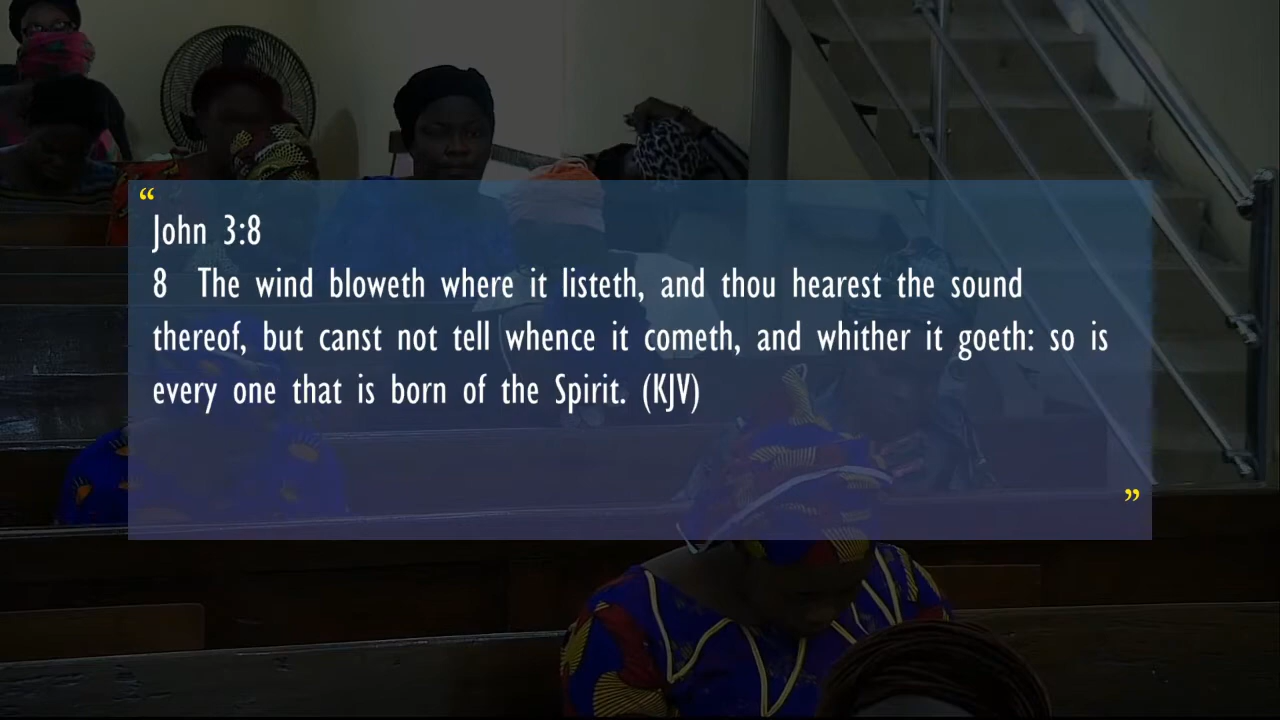 “
John 3:8
8 The wind bloweth where it listeth, and thou hearest the sound
thereof, but canst not tell whence it cometh, and whither it goeth: so is
every one that is born of the Spirit. (KJV)
”